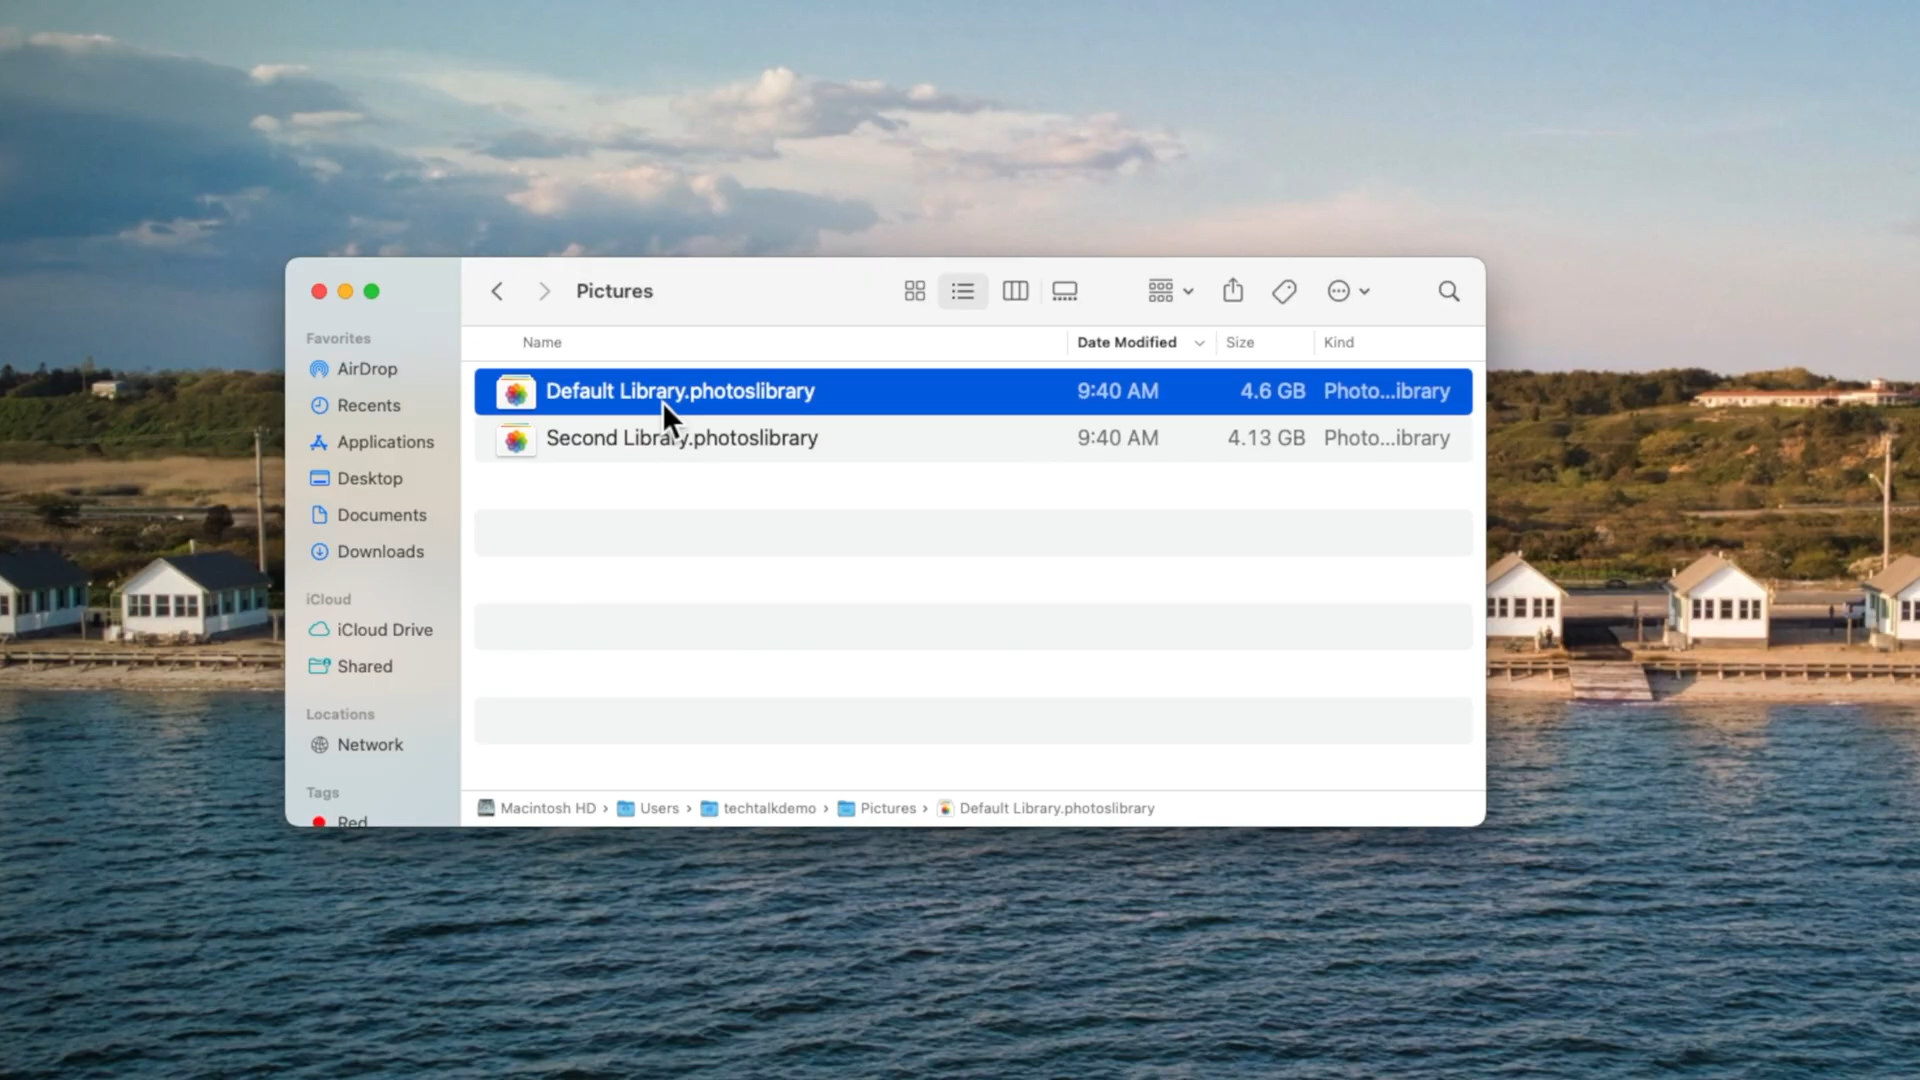 Pictures
Favorites
AirDrop
Recents
Applications
Desktop
Documents
Downloads
iCloud
iCloud Drive
Shared
Locations
Network
Tags
Red
Name Date Modified Size Kind
Default Library.photoslibrary 9:40 AM 4.6 GB Photo...ibrary
Second Library.photoslibrary 9:40 AM 4.13 GB Photo...ibrary
Macintosh HD › Users › techtalkdemo › Pictures › Default Library.photoslibrary